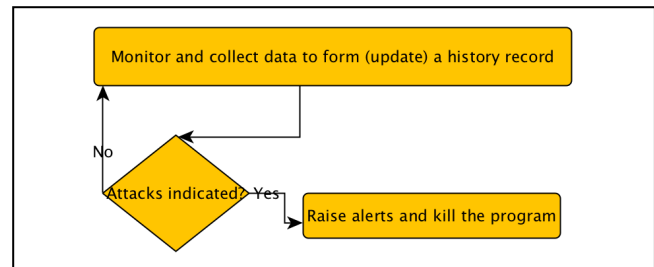 Monitor and collect data to form (update) a history record
No
Attacks indicated?
Yes
Raise alerts and kill the program